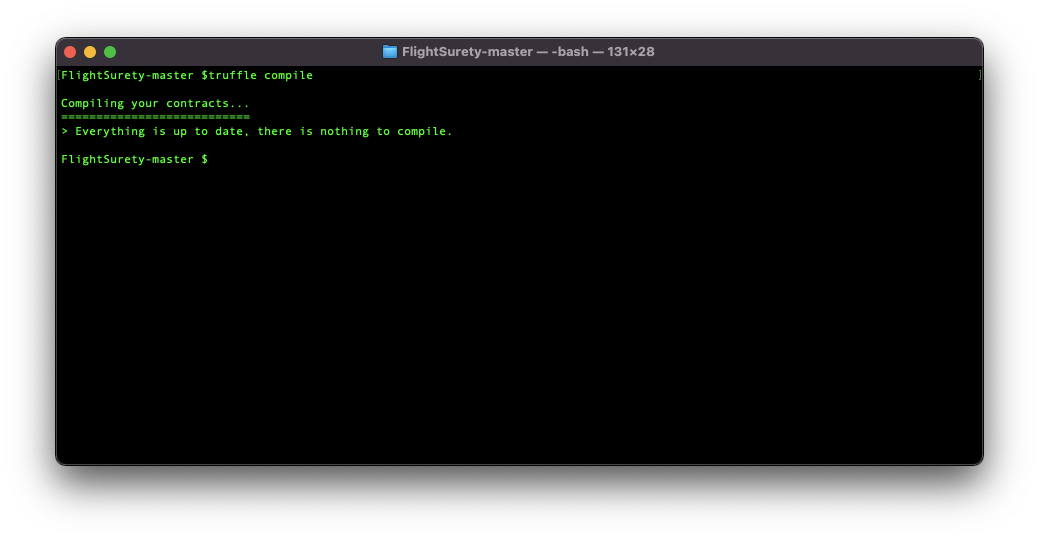 FlightSurety-master — -bash — 131×28
[FlightSurety-master $truffle compile ]
Compiling your contracts...
===========================
> Everything is up to date, there is nothing to compile.
FlightSurety-master $